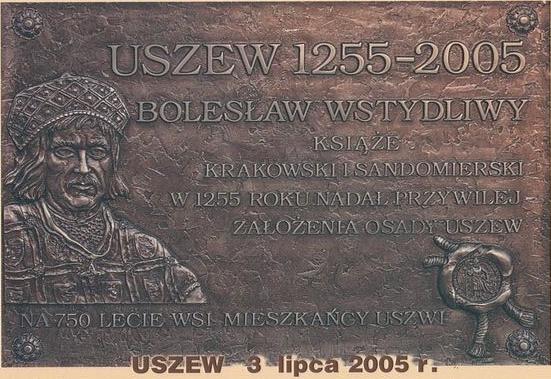 USZEW 1255-2005
BOLESŁAW WSTYDLIWY
KSIĄŻE
KRAKOWSKI I SANDOMIERSKI
W 1255 ROKU NADAŁ PRZYWILEJ
ZAŁOŻENIA OSADY USZEW
NA 750 LECIE WSI MIESZKAŃCY USZWI
USZEW 3 lipca 2005 r.